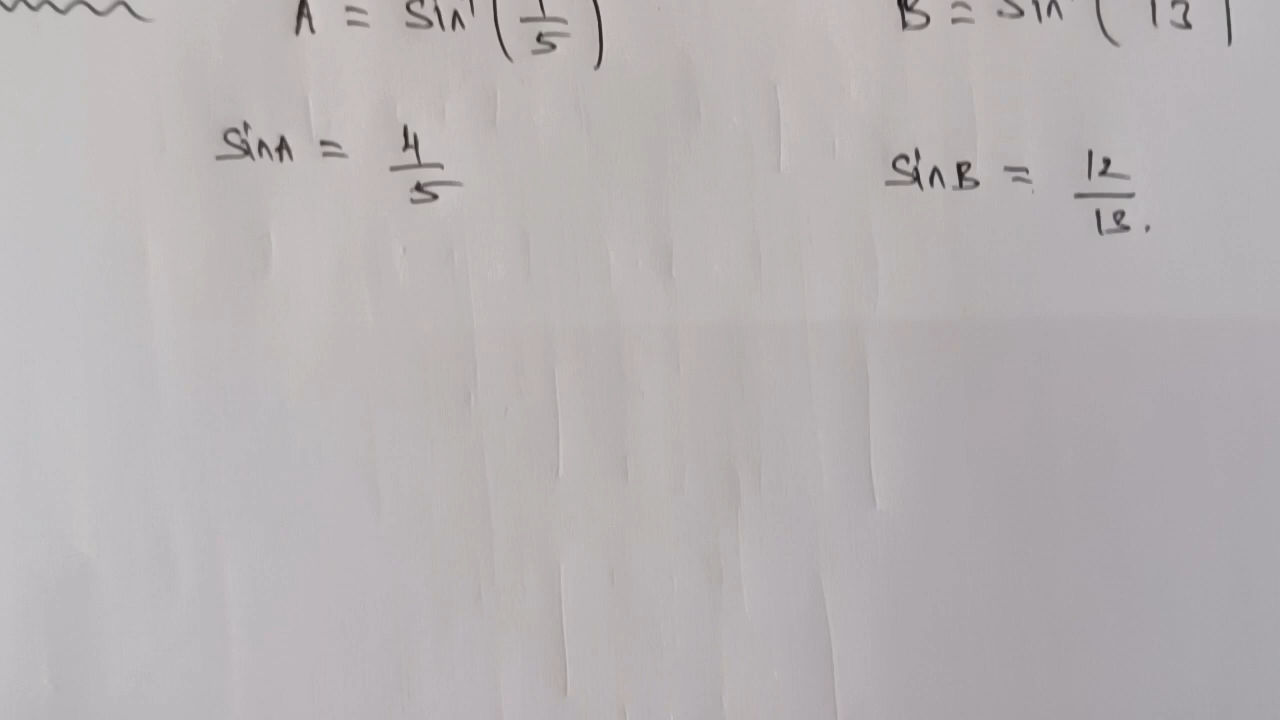 A = Sin⁻¹(4/5) B = Sin⁻¹(12/13)
SinA = 4/5 SinB = 12/13.